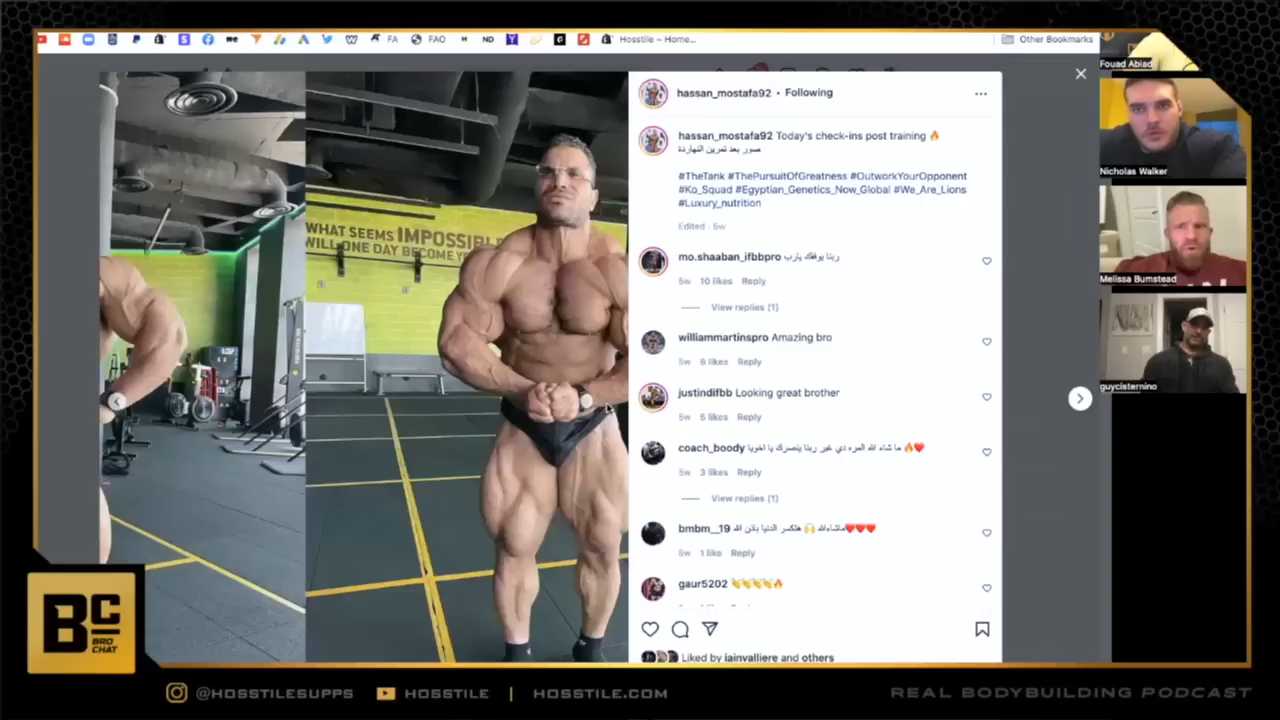 FA
FAQ
ND
Hosstile ~ Home...
Other Bookmarks
Fouad Abiad
Nicholas Walker
Melissa Bumstead
guycisternino
WHAT SEEMS IMPOSSIBLE
WILL ONE DAY BECOME
hassan_mostafa92 • Following
hassan_mostafa92 Today's check-ins post training 🔥
صور بعد تمرين النهاردة
#TheTank #ThePursuitOfGreatness #OutworkYourOpponent
#Ko_Squad #Egyptian_Genetics_Now_Global #We_Are_Lions
#Luxury_nutrition
Edited · 5w
mo.shaaban_ifbbpro ربنا يوفقك يارب
5w 10 likes Reply
View replies (1)
williammartinspro Amazing bro
5w 8 likes Reply
justindifbb Looking great brother
5w 5 likes Reply
coach_boody ما شاء الله المره دي غير ربنا ينصرك يا اخويا 🔥❤️
5w 3 likes Reply
View replies (1)
bmbm__19 ماشاءالله 🙌 هتكسر الدنيا باذن الله❤️❤️❤️
5w 1 like Reply
gaur5202 👏👏👏👏🔥
Liked by iainvalliere and others
BC
BRO
CHAT
@HOSSTILESUPPS
HOSSTILE | HOSSTILE.COM
REAL BODYBUILDING PODCAST